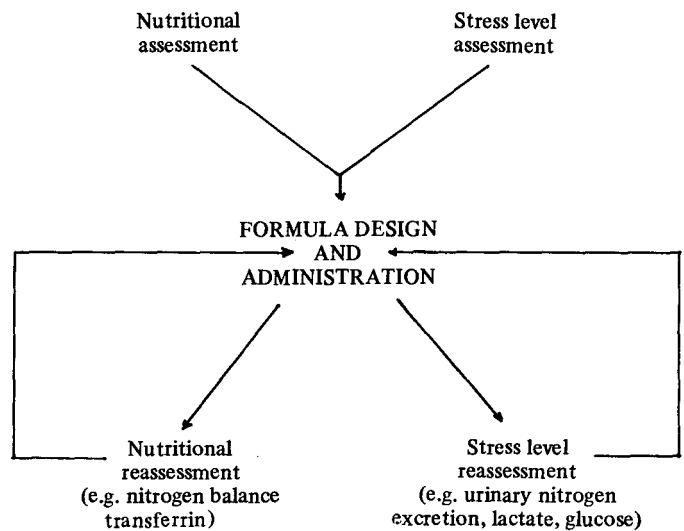 Nutritional
assessment
Stress level
assessment
FORMULA DESIGN
AND
ADMINISTRATION
Nutritional
reassessment
(e.g. nitrogen balance
transferrin)
Stress level
reassessment
(e.g. urinary nitrogen
excretion, lactate, glucose)